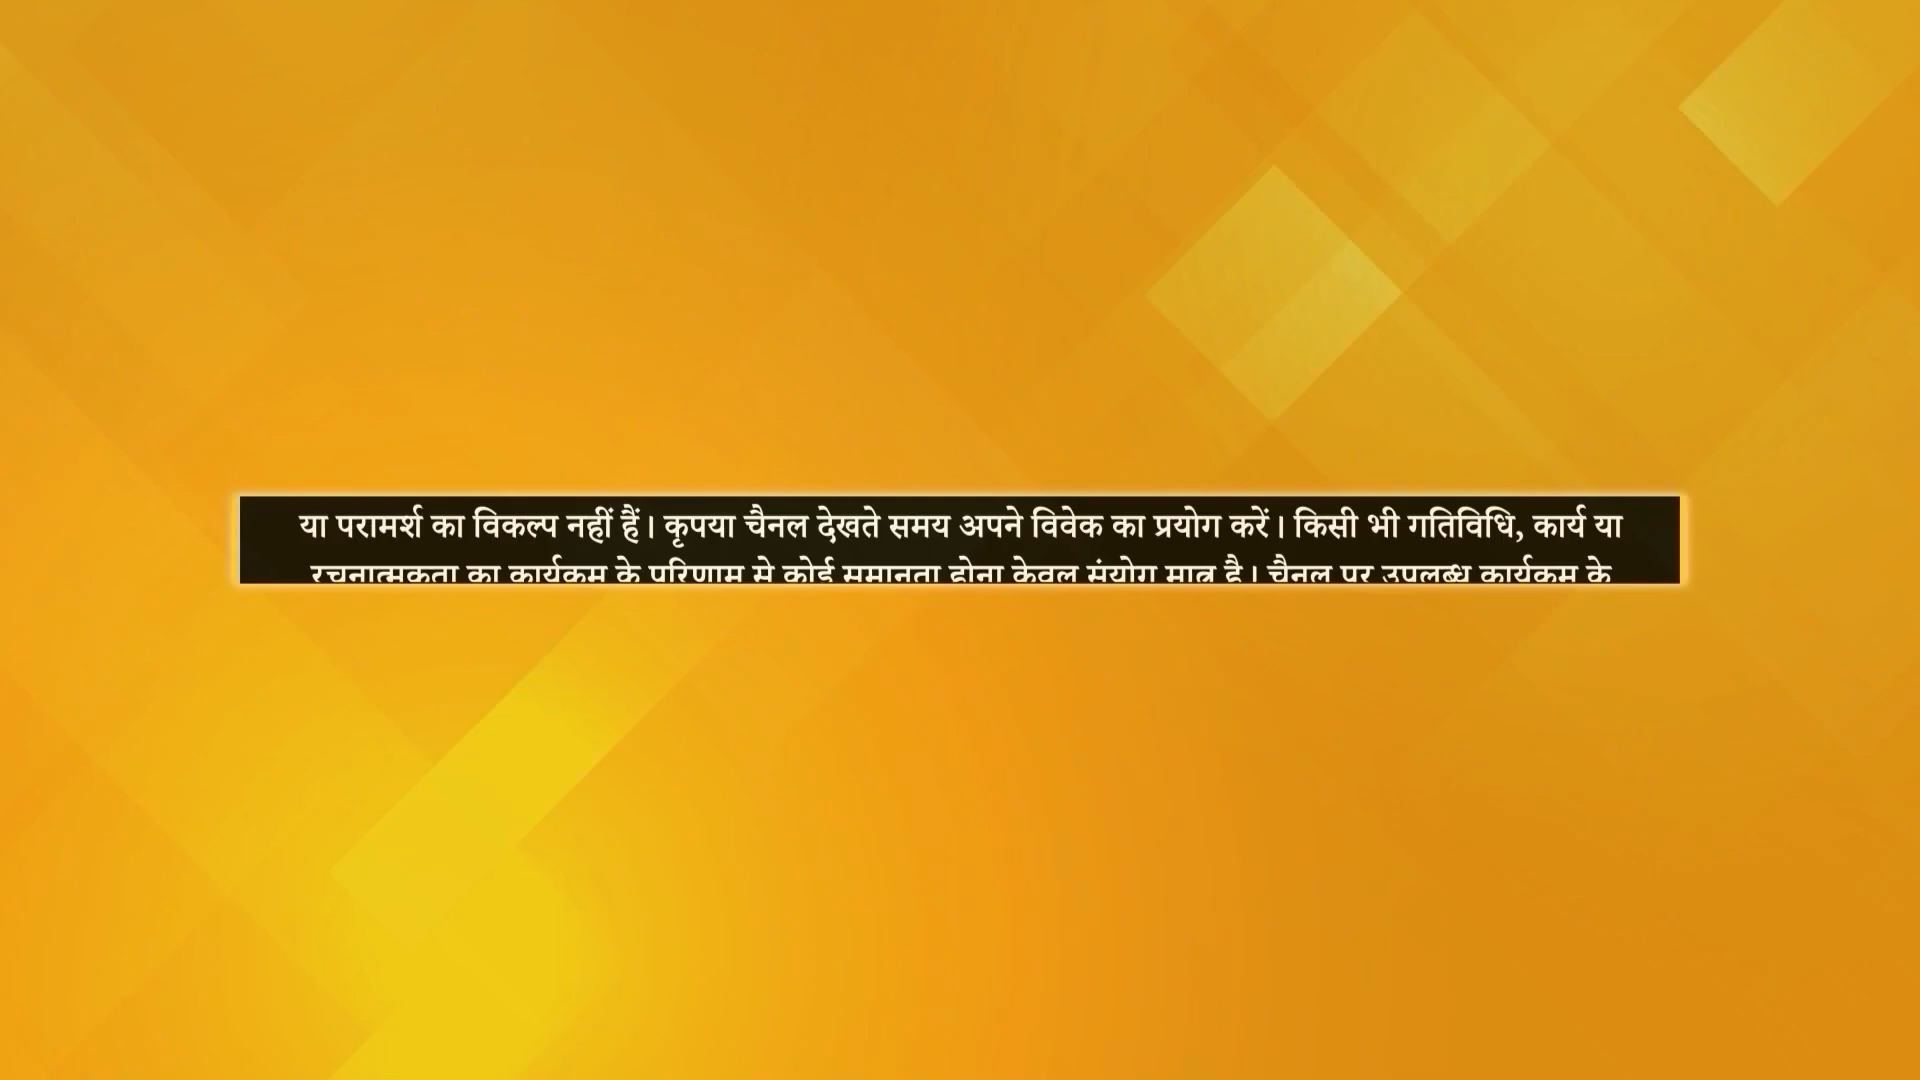 या परामर्श का विकल्प नहीं हैं। कृपया चैनल देखते समय अपने विवेक का प्रयोग करें। किसी भी गतिविधि, कार्य या
रचनात्मकता का कार्यक्रम के परिणाम से कोई समानता होना केवल संयोग मात्र है। चैनल पर उपलब्ध कार्यक्रम के